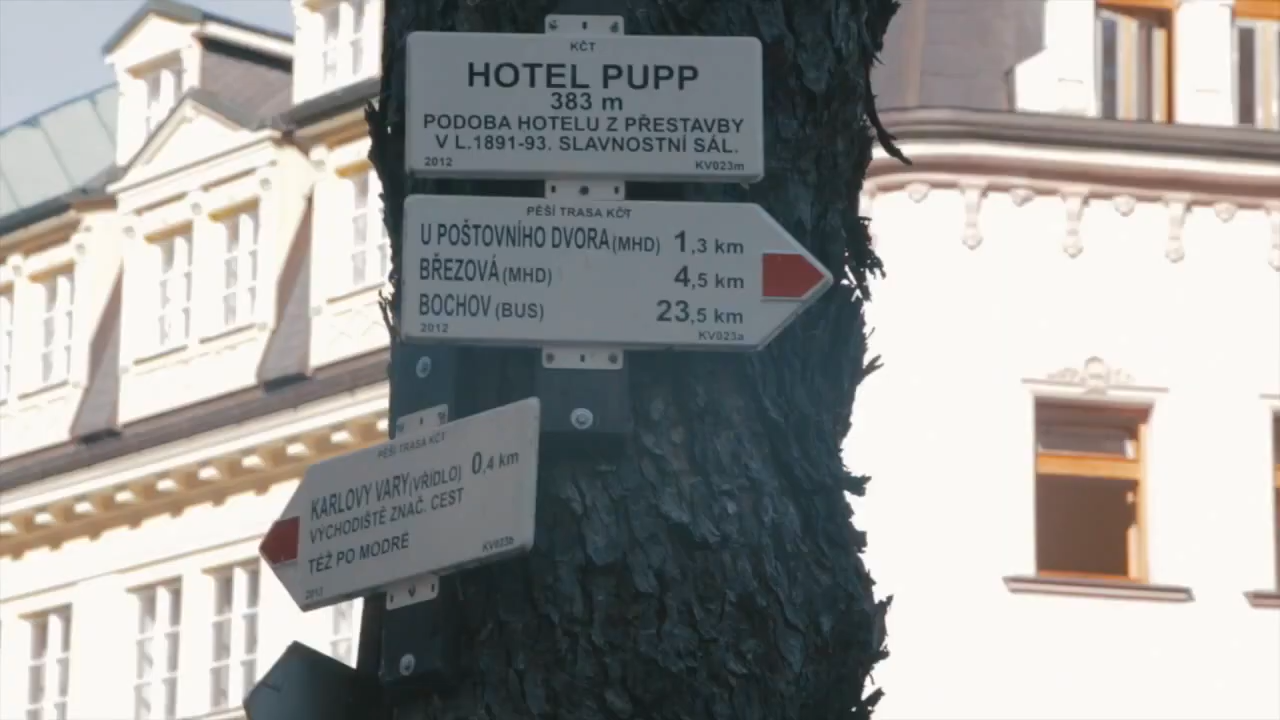 KČT
HOTEL PUPP
383 m
PODOBA HOTELU Z PŘESTAVBY
V L.1891-93. SLAVNOSTNÍ SÁL.
2012 KV023m
PĚŠÍ TRASA KČT
U POŠTOVNÍHO DVORA (MHD) 1,3 km
BŘEZOVÁ (MHD) 4,5 km
BOCHOV (BUS) 23,5 km
2012 KV023a
PĚŠÍ TRASA KČT
KARLOVY VARY (VŘÍDLO) 0,4 km
VÝCHODIŠTĚ ZNAČ. CEST
TÉŽ PO MODRÉ
KV023b